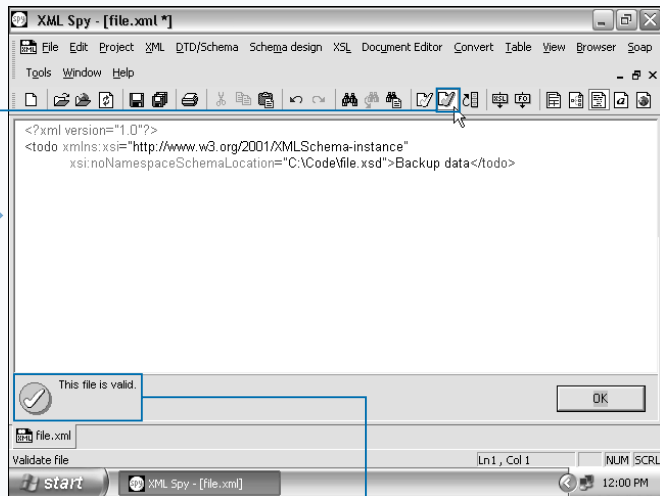 XML Spy - [file.xml *]
File Edit Project XML DTD/Schema Schema design XSL Document Editor Convert Table View Browser Soap
Tools Window Help
<?xml version="1.0"?>
<todo xmlns:xsi="http://www.w3.org/2001/XMLSchema-instance"
xsi:noNamespaceSchemaLocation="C:\Code\file.xsd">Backup data</todo>
This file is valid.
OK
file.xml
Validate file Ln 1, Col 1 NUM SCRL
start XML Spy - [file.xml] 12:00 PM